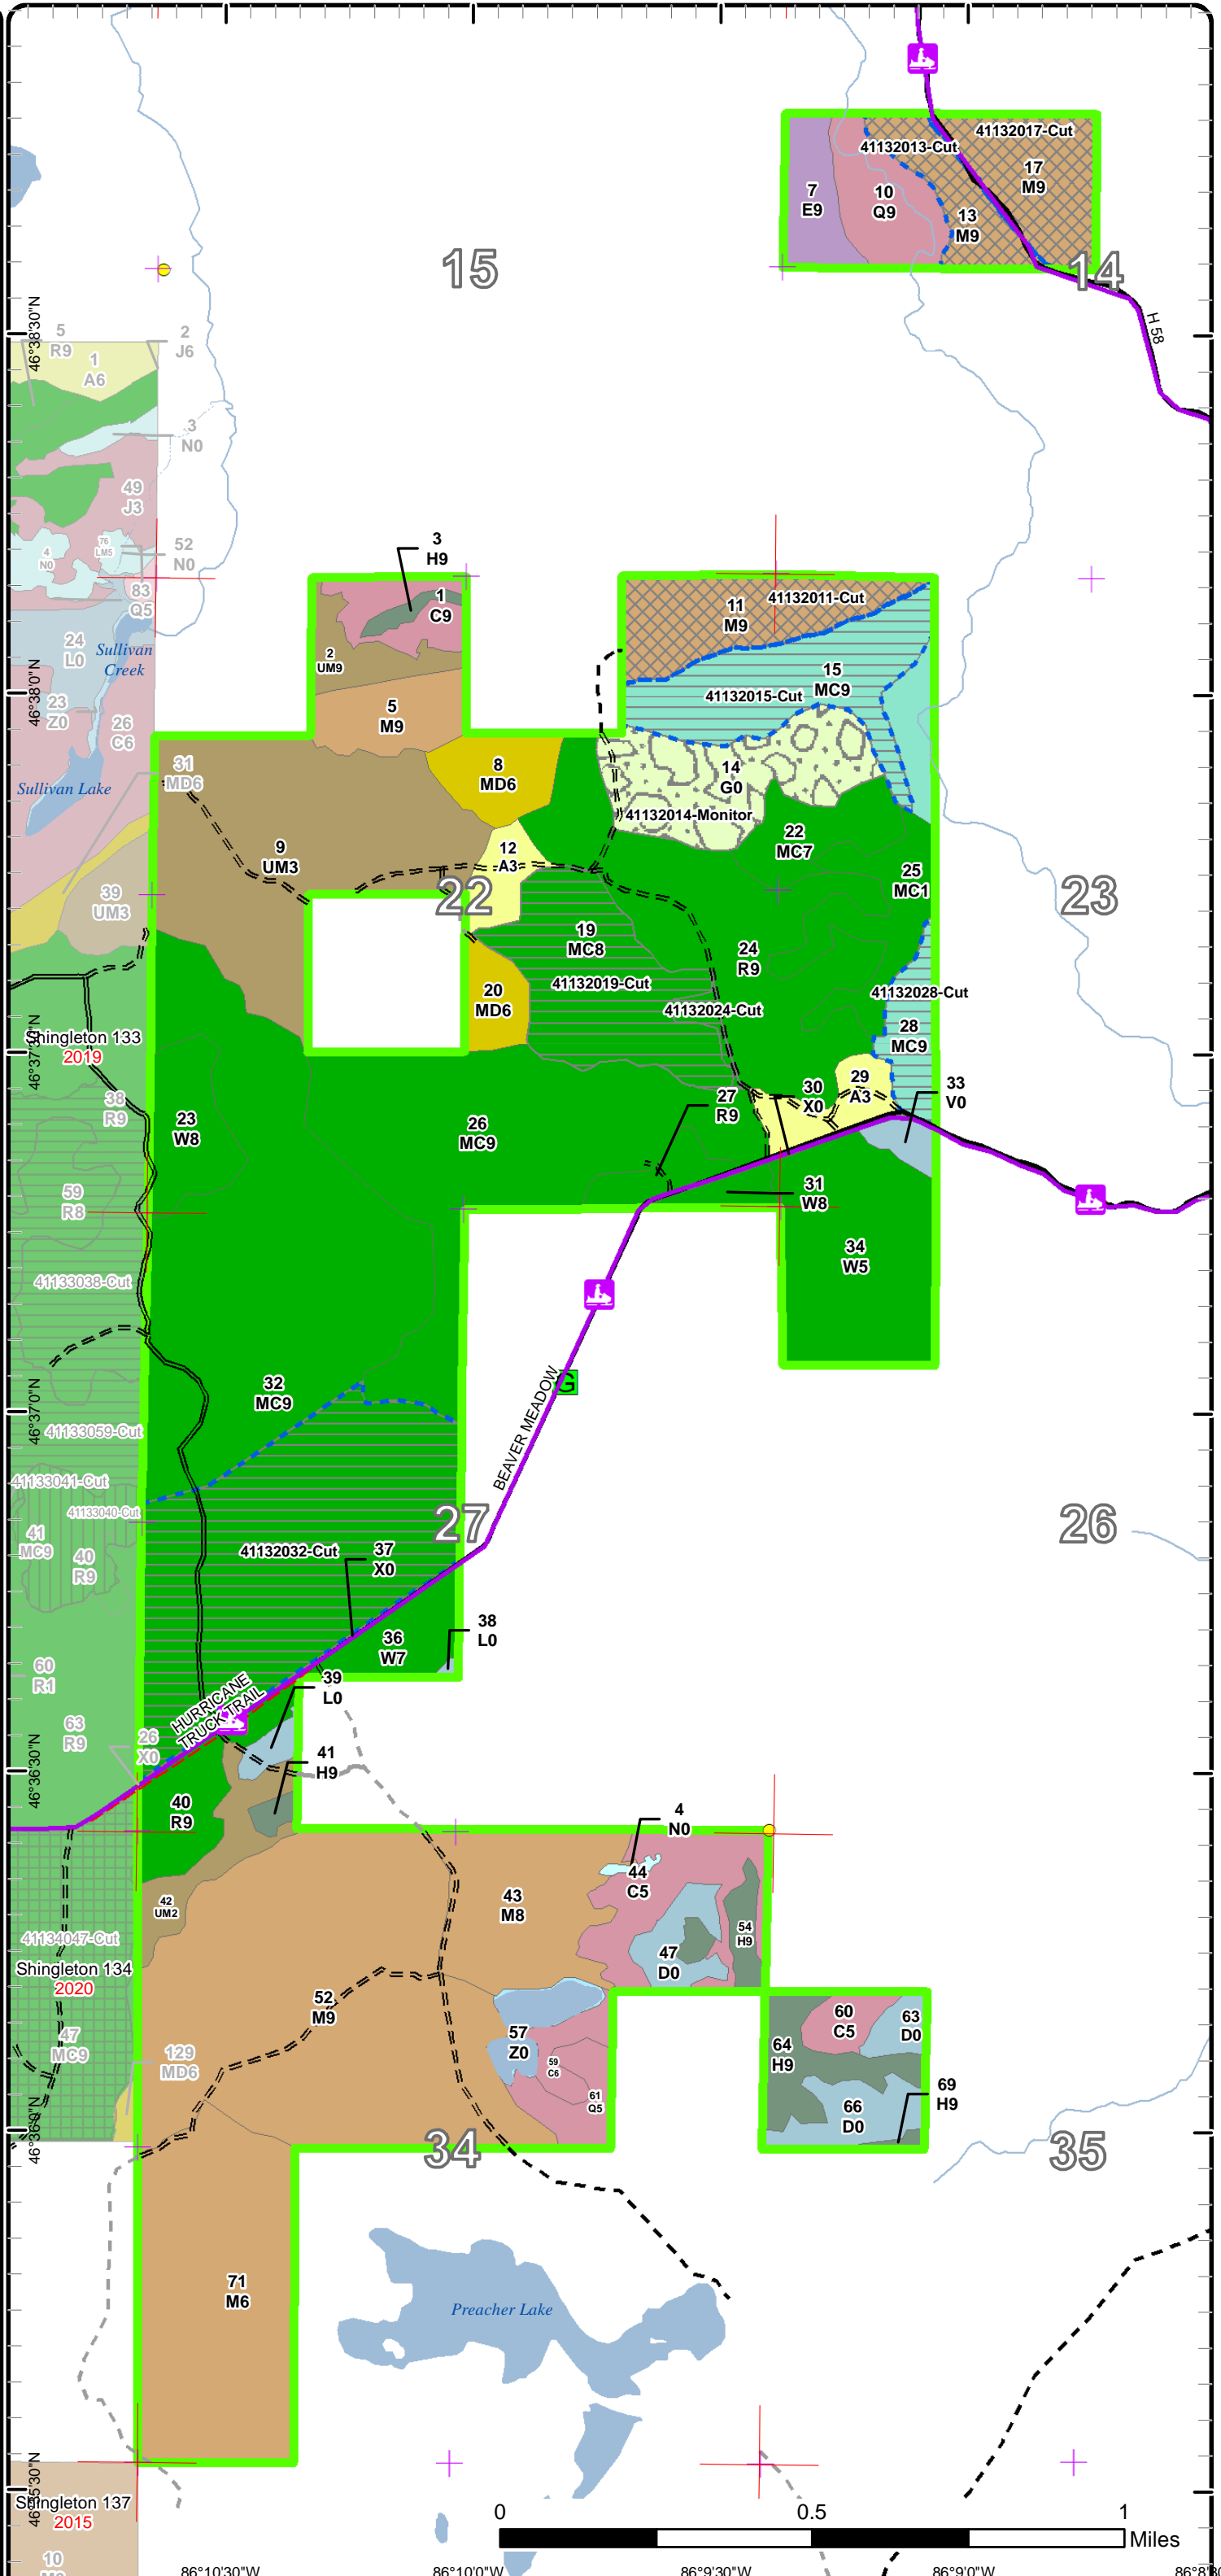 41132017-Cut
41132013-Cut
17
M9
7
E9
10
Q9
13
M9
15
14
H 58
46°38'30"N
5
R9
2
J6
1
A6
3
N0
49
J3
76
LM5
4
N0
52
N0
83
Q5
3
H9
1
C9
11
M9
41132011-Cut
24
L0
Sullivan
Creek
2
UM9
15
MC9
41132015-Cut
46°38'0"N
23
Z0
26
C6
5
M9
31
MD6
8
MD6
14
G0
Sullivan Lake
41132014-Monitor
22
MC7
9
UM3
12
A3
25
MC1
39
UM3
22
23
19
MC8
24
R9
20
MD6
41132019-Cut
41132028-Cut
41132024-Cut
28
MC9
46°37'30"N
Shingleton 133
2019
38
R9
23
W8
26
MC9
27
R9
30
X0
29
A3
33
V0
59
R8
31
W8
34
W5
41133038-Cut
G
32
MC9
46°37'0"N
BEAVER MEADOW
41133059-Cut
41133041-Cut
41133040-Cut
27
26
41
MC9
40
R9
41132032-Cut
37
X0
36
W7
38
L0
60
R1
39
L0
HURRICANE
TRUCK TRAIL
63
R9
26
X0
46°36'30"N
41
H9
40
R9
4
N0
44
C5
43
M8
42
UM2
54
H9
41134047-Cut
47
D0
Shingleton 134
2020
52
M9
60
C5
63
D0
57
Z0
64
H9
47
MC9
129
MD6
59
C6
61
Q5
69
H9
66
D0
46°36'0"N
34
35
71
M6
Preacher Lake
46°35'30"N
Shingleton 137
2015
0
0.5
1
Miles
10
86°10'30"W
86°10'0"W
86°9'30"W
86°9'0"W